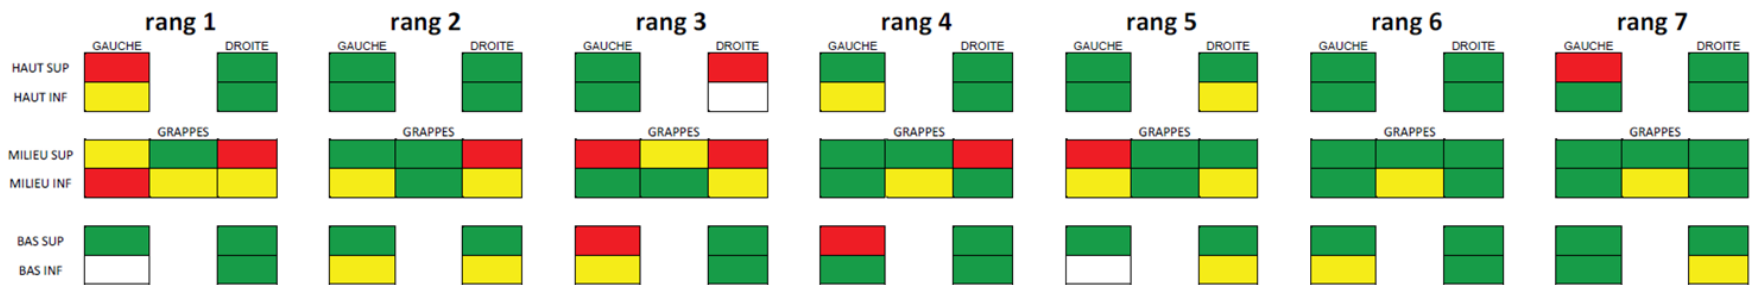 rang 1 rang 2 rang 3 rang 4 rang 5 rang 6 rang 7
GAUCHE DROITE GAUCHE DROITE GAUCHE DROITE GAUCHE DROITE GAUCHE DROITE GAUCHE DROITE GAUCHE DROITE
HAUT SUP
HAUT INF
GRAPPES GRAPPES GRAPPES GRAPPES GRAPPES GRAPPES GRAPPES
MILIEU SUP
MILIEU INF
BAS SUP
BAS INF